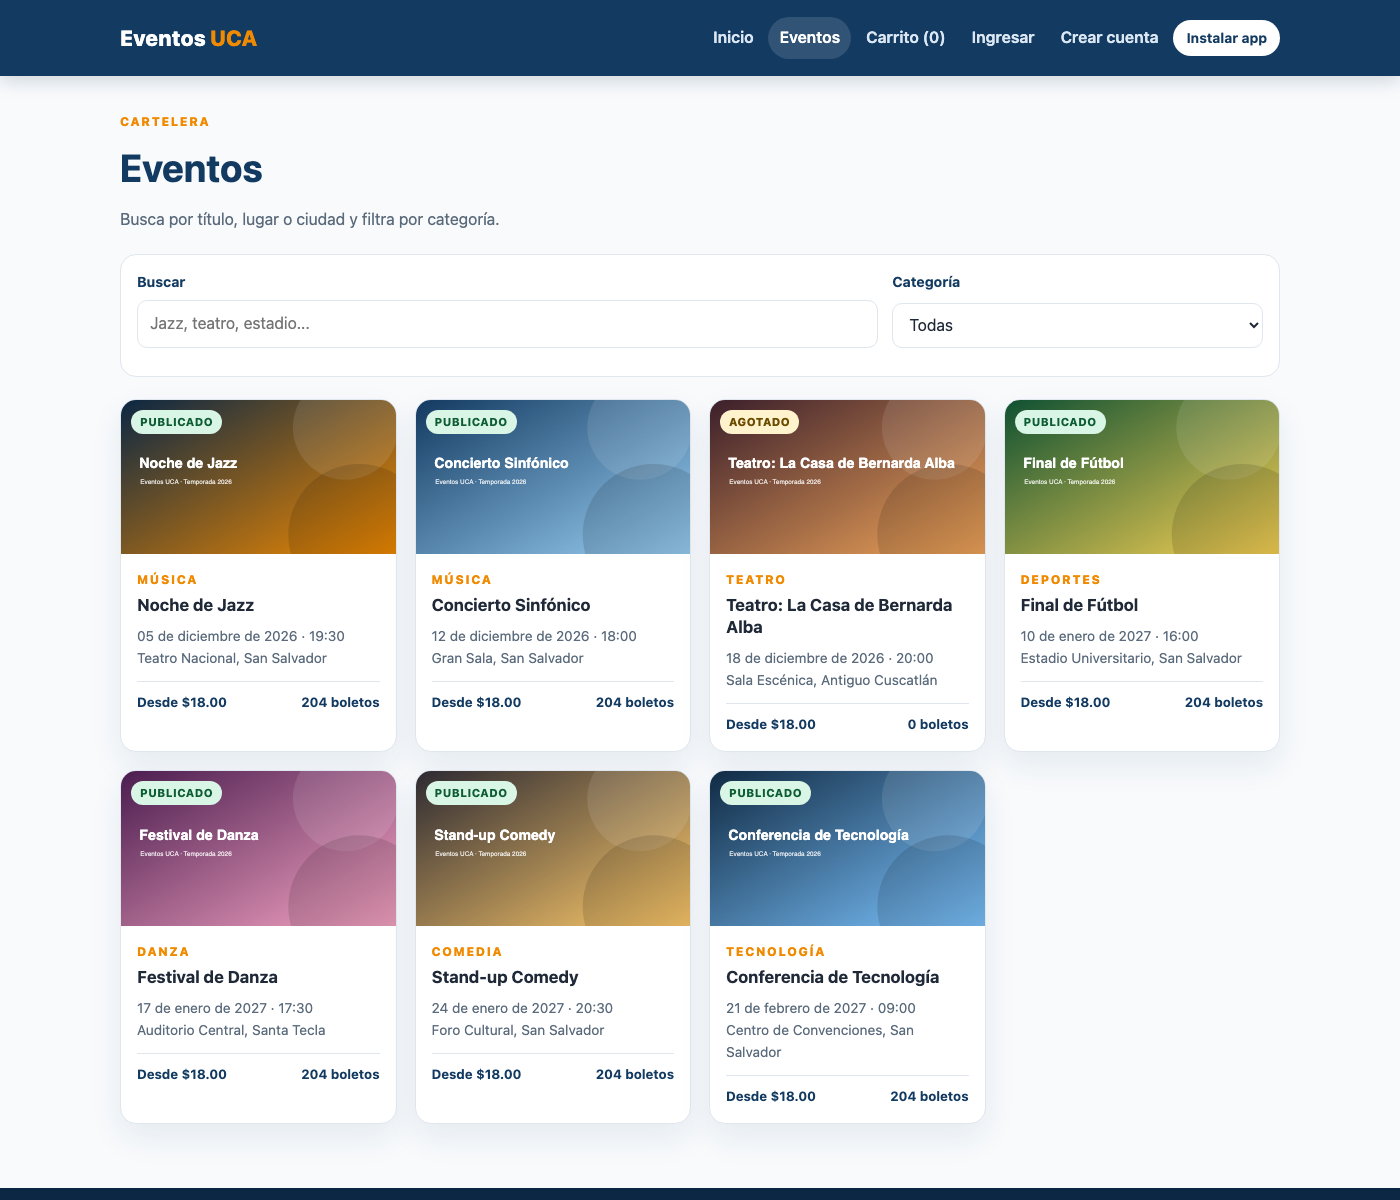 Eventos UCA
Inicio
Eventos
Carrito (0)
Ingresar
Crear cuenta
Instalar app
CARTELERA
Eventos
Busca por título, lugar o ciudad y filtra por categoría.
Buscar
Jazz, teatro, estadio...
Categoría
Todas
PUBLICADO
Noche de Jazz
Eventos UCA · Temporada 2026
MÚSICA
Noche de Jazz
05 de diciembre de 2026 · 19:30
Teatro Nacional, San Salvador
Desde $18.00
204 boletos
PUBLICADO
Concierto Sinfónico
Eventos UCA · Temporada 2026
MÚSICA
Concierto Sinfónico
12 de diciembre de 2026 · 18:00
Gran Sala, San Salvador
Desde $18.00
204 boletos
AGOTADO
Teatro: La Casa de Bernarda Alba
Eventos UCA · Temporada 2026
TEATRO
Teatro: La Casa de Bernarda
Alba
18 de diciembre de 2026 · 20:00
Sala Escénica, Antiguo Cuscatlán
Desde $18.00
0 boletos
PUBLICADO
Final de Fútbol
Eventos UCA · Temporada 2026
DEPORTES
Final de Fútbol
10 de enero de 2027 · 16:00
Estadio Universitario, San Salvador
Desde $18.00
204 boletos
PUBLICADO
Festival de Danza
Eventos UCA · Temporada 2026
DANZA
Festival de Danza
17 de enero de 2027 · 17:30
Auditorio Central, Santa Tecla
Desde $18.00
204 boletos
PUBLICADO
Stand-up Comedy
Eventos UCA · Temporada 2026
COMEDIA
Stand-up Comedy
24 de enero de 2027 · 20:30
Foro Cultural, San Salvador
Desde $18.00
204 boletos
PUBLICADO
Conferencia de Tecnología
Eventos UCA · Temporada 2026
TECNOLOGÍA
Conferencia de Tecnología
21 de febrero de 2027 · 09:00
Centro de Convenciones, San
Salvador
Desde $18.00
204 boletos